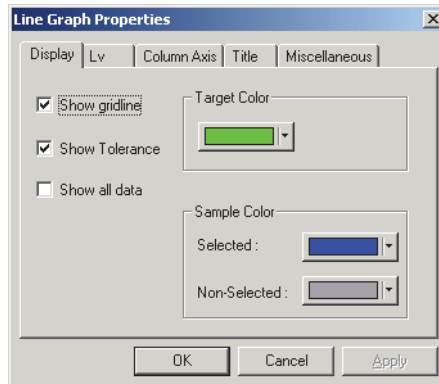 Line Graph Properties
Display Lv Column Axis Title Miscellaneous
Show gridline
Show Tolerance
Show all data
Target Color
Sample Color
Selected :
Non-Selected :
OK Cancel Apply